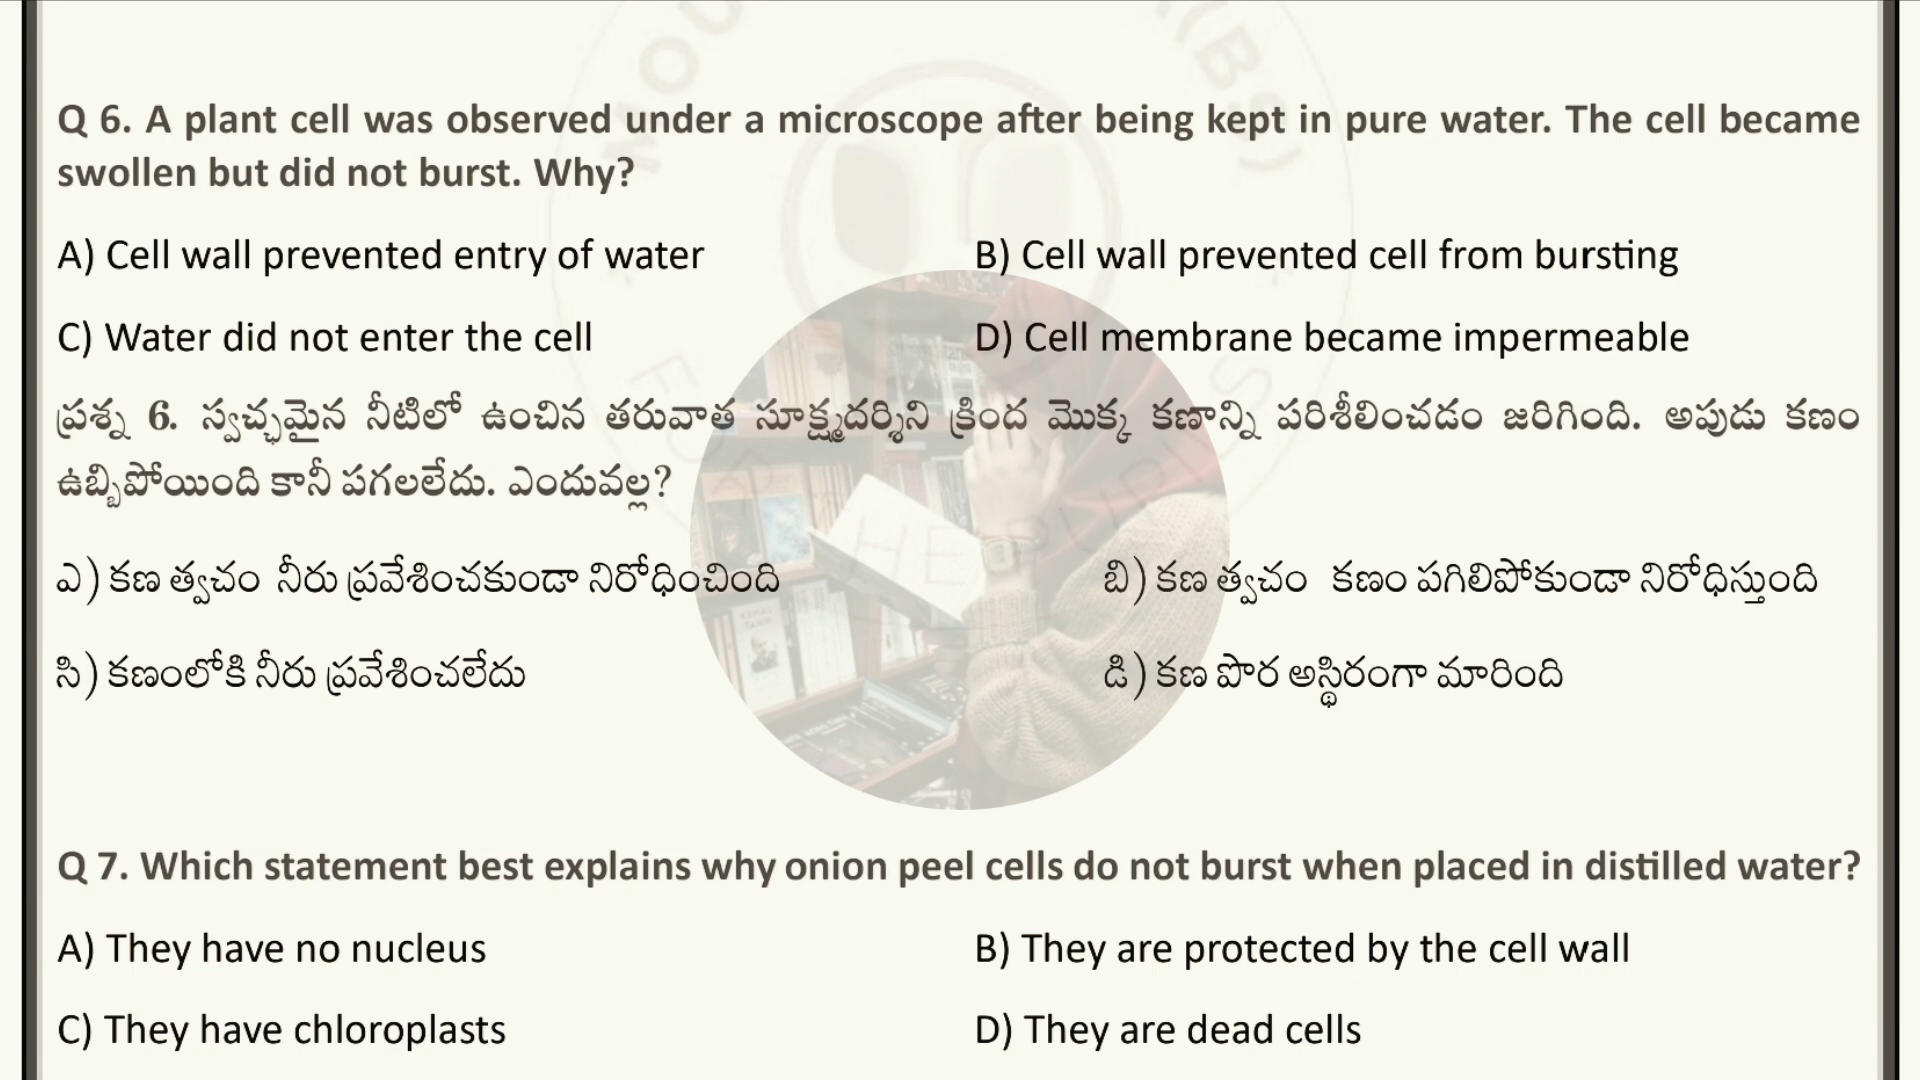 Q 6. A plant cell was observed under a microscope after being kept in pure water. The cell became
swollen but did not burst. Why?
A) Cell wall prevented entry of water B) Cell wall prevented cell from bursting
C) Water did not enter the cell D) Cell membrane became impermeable
ప్రశ్న 6. స్వచ్ఛమైన నీటిలో ఉంచిన తరువాత సూక్ష్మదర్శిని క్రింద మొక్క కణాన్ని పరిశీలించడం జరిగింది. అపుడు కణం
ఉబ్బిపోయింది కానీ పగలలేదు. ఎందువల్ల?
ఎ) కణ త్వచం నీరు ప్రవేశించకుండా నిరోధించింది బి) కణ త్వచం కణం పగిలిపోకుండా నిరోధిస్తుంది
సి) కణంలోకి నీరు ప్రవేశించలేదు డి) కణ పొర అస్థిరంగా మారింది
Q 7. Which statement best explains why onion peel cells do not burst when placed in distilled water?
A) They have no nucleus B) They are protected by the cell wall
C) They have chloroplasts D) They are dead cells